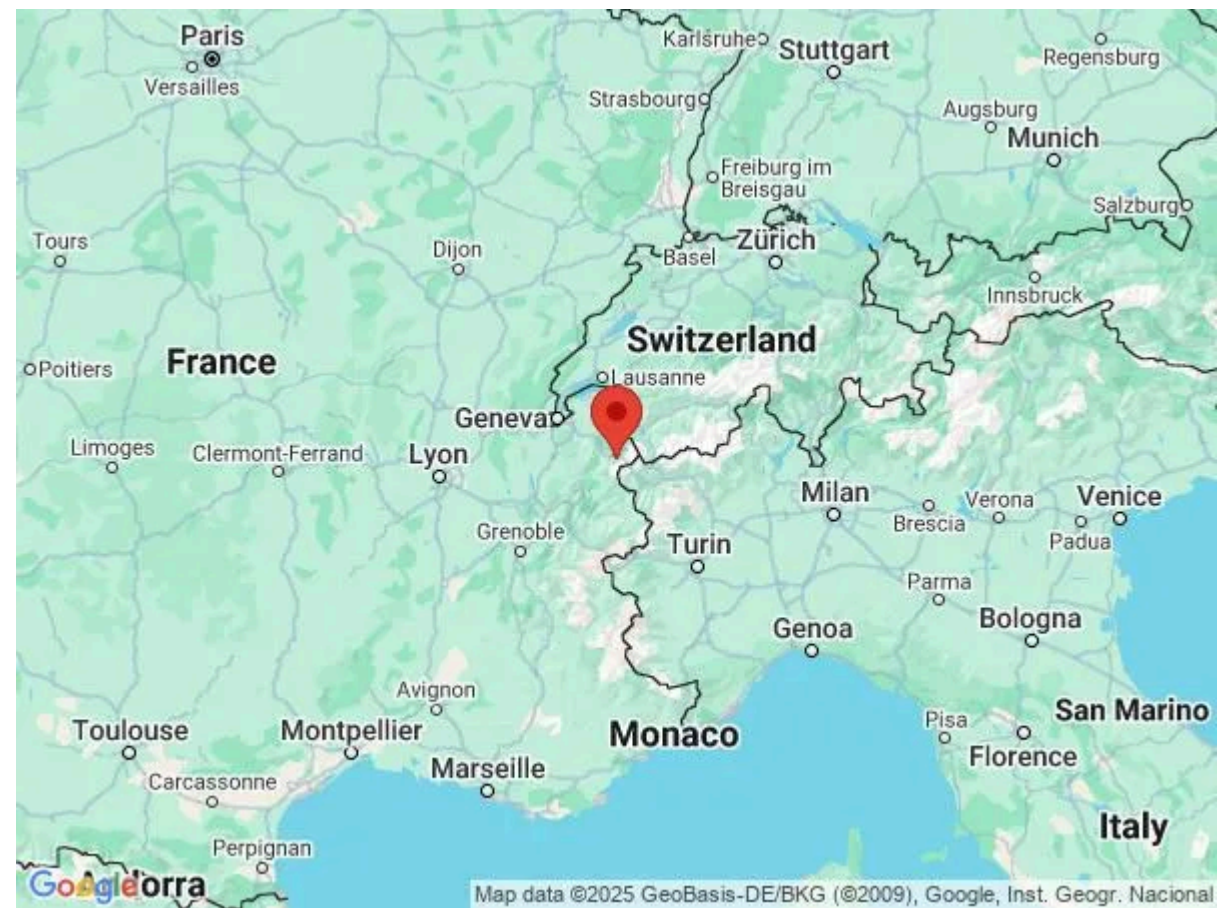 Paris
Versailles
Karlsruhe
Stuttgart
Regensburg
Strasbourg
Augsburg
Munich
Freiburg im
Breisgau
Salzburg
Tours
Dijon
Zürich
Basel
Innsbruck
Switzerland
France
Poitiers
Lausanne
Geneva
Limoges
Clermont-Ferrand
Lyon
Milan
Verona
Venice
Brescia
Padua
Grenoble
Turin
Parma
Genoa
Bologna
Avignon
Toulouse
Montpellier
Monaco
Pisa
San Marino
Florence
Marseille
Carcassonne
Italy
Perpignan
Google
orra
Map data ©2025 GeoBasis-DE/BKG (©2009), Google, Inst. Geogr. Nacional